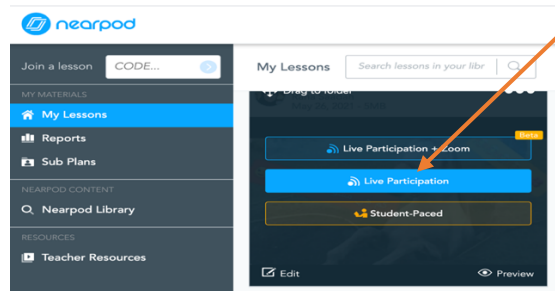 nearpod
Join a lesson
CODE...
My Lessons
Search lessons in your libr
MY MATERIALS
My Lessons
Reports
Sub Plans
NEARPOD CONTENT
Nearpod Library
RESOURCES
Teacher Resources
Drag to folder
Beta
Live Participation + Zoom
Live Participation
Student-Paced
Edit
Preview